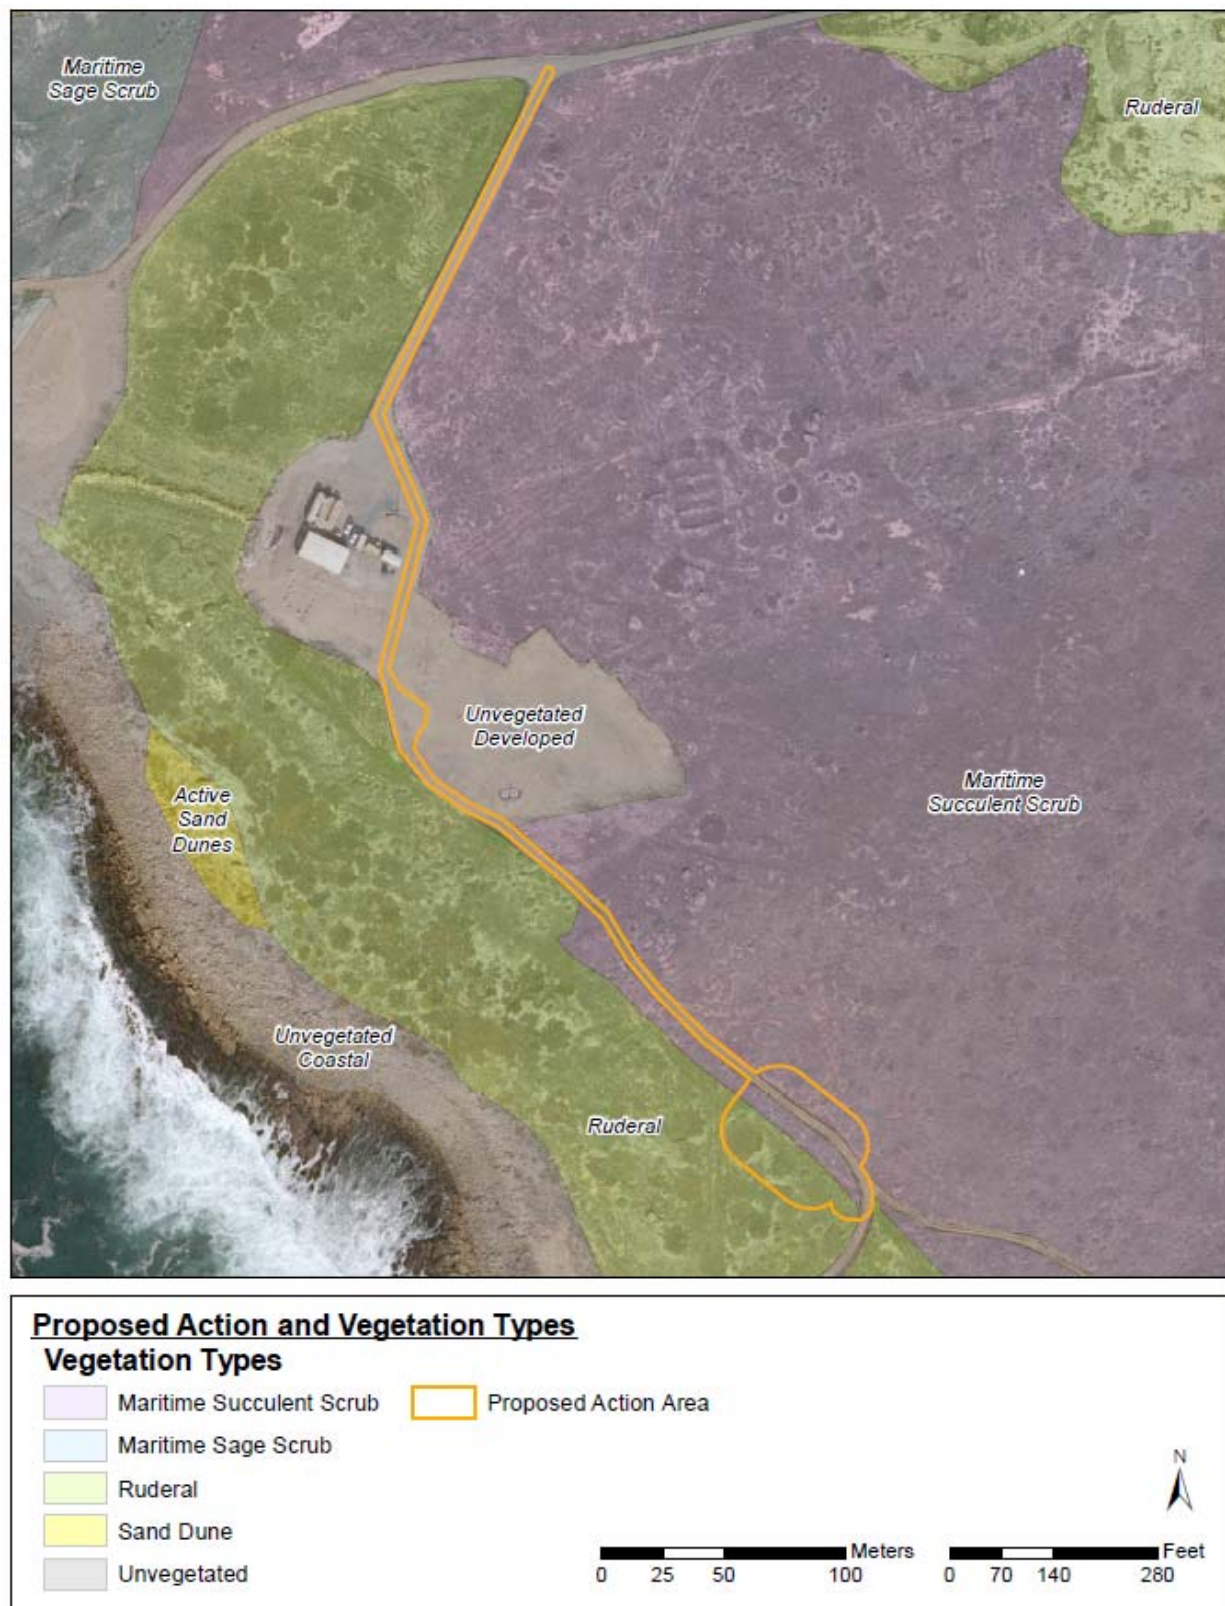 Maritime
Sage Scrub
Ruderal
Unvegetated
Developed
Maritime
Succulent Scrub
Active
Sand
Dunes
Unvegetated
Coastal
Ruderal
Proposed Action and Vegetation Types
Vegetation Types
Maritime Succulent Scrub
Proposed Action Area
Maritime Sage Scrub
Ruderal
Sand Dune
Unvegetated
N
Meters
0 25 50 100
Feet
0 70 140 280